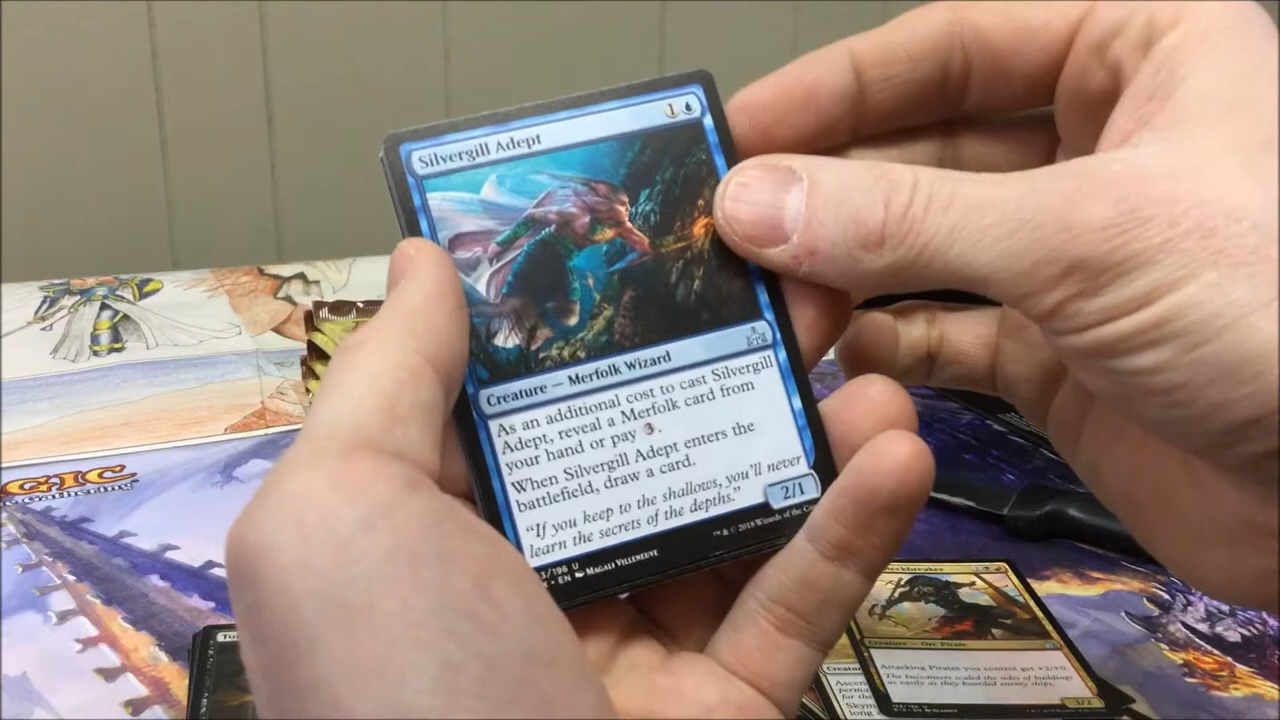 Silvergill Adept 1
Creature — Merfolk Wizard
As an additional cost to cast Silvergill
Adept, reveal a Merfolk card from
your hand or pay 3.
When Silvergill Adept enters the
battlefield, draw a card.
"If you keep to the shallows, you'll never
learn the secrets of the depths."
2/1
3/196 U
EN MAGALI VILLENEUVE
™ & © 2018 Wizards of the
GIC
Gathering
Creature — Orc Pirate
Attacking Pirates you control get +2/+0.
The buccaneers scaled the sides of buildings
as easily as they boarded enemy ships.
3/2